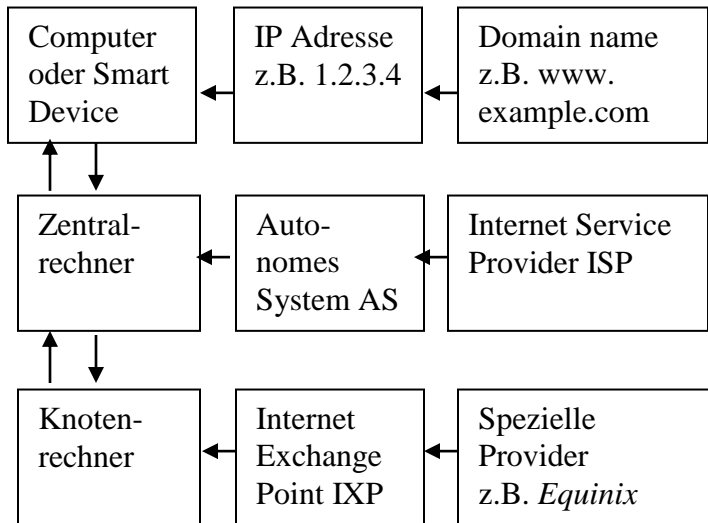 Computer
oder Smart
Device
IP Adresse
z.B. 1.2.3.4
Domain name
z.B. www.
example.com
Zentral-
rechner
Auto-
nomes
System AS
Internet Service
Provider ISP
Knoten-
rechner
Internet
Exchange
Point IXP
Spezielle
Provider
z.B. Equinix